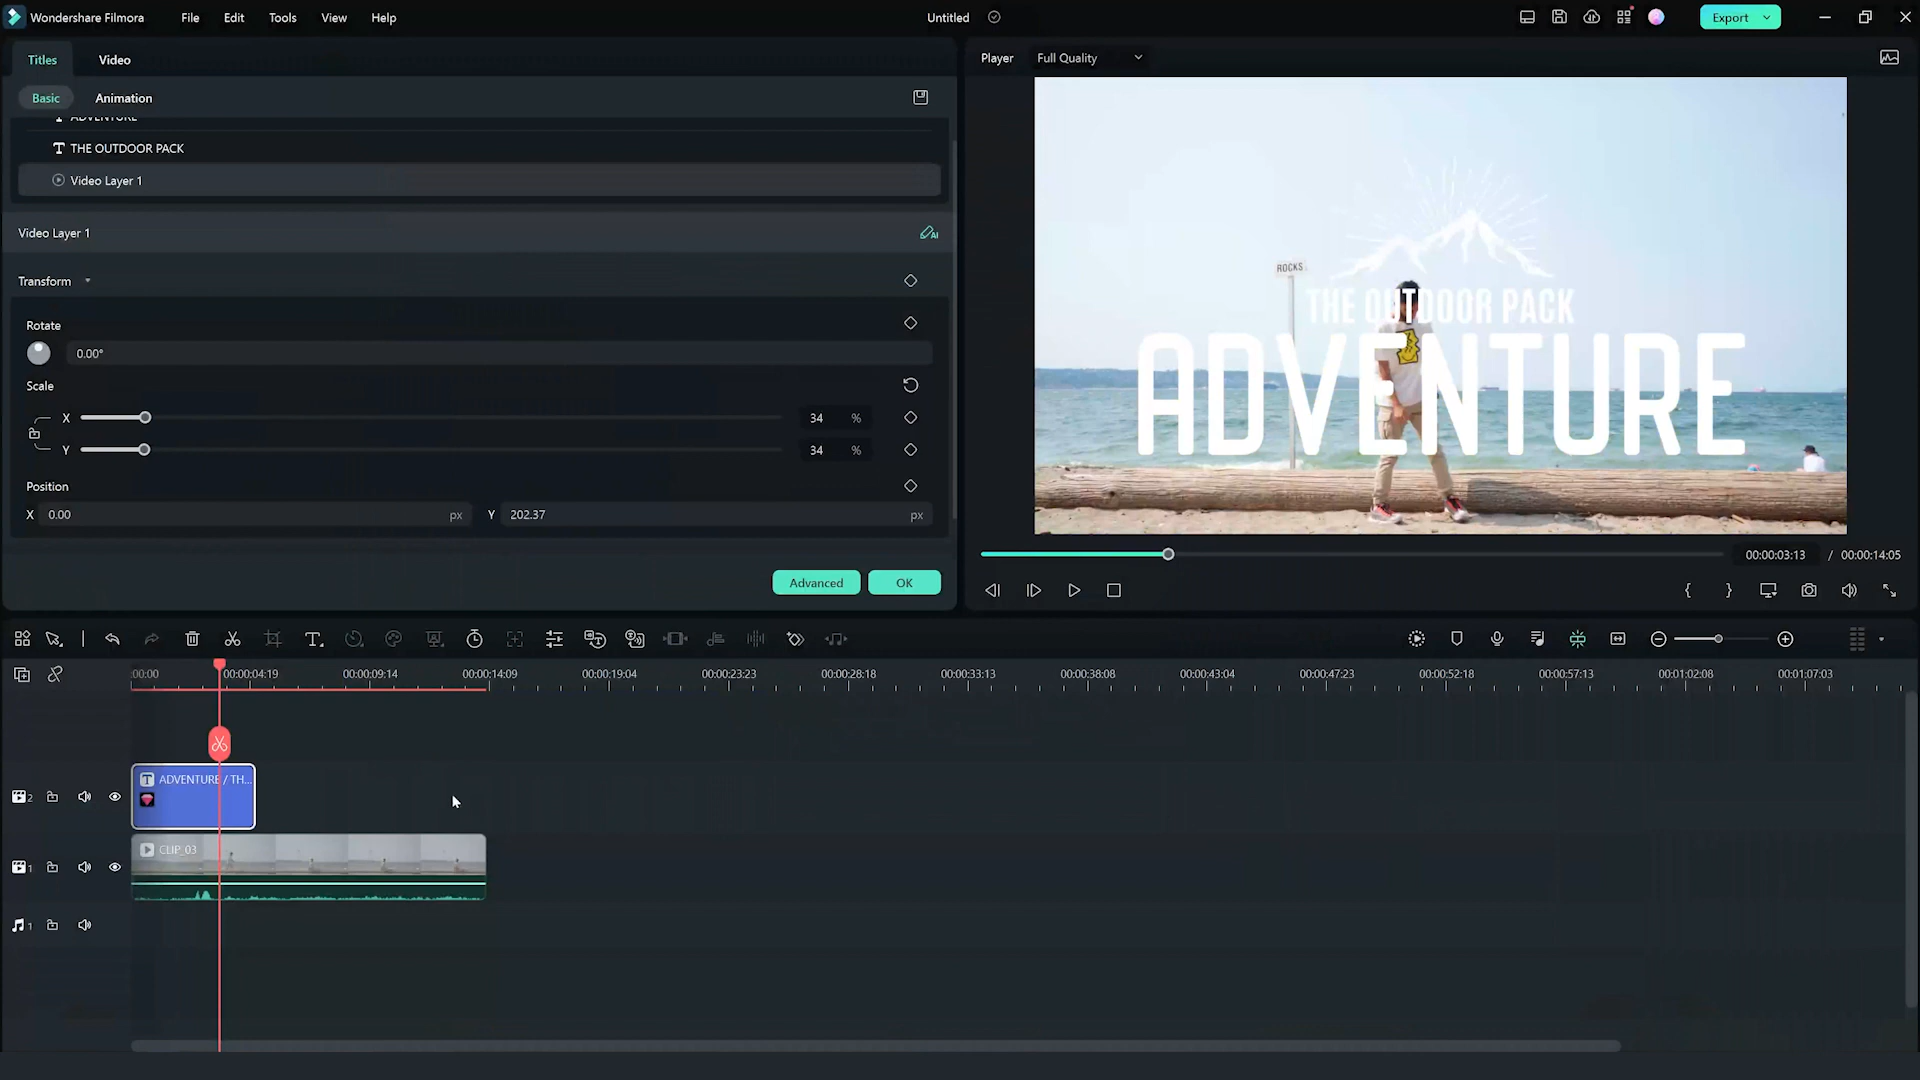 Wondershare Filmora File Edit Tools View Help Untitled Export
Titles Video
Player Full Quality
Basic Animation
ADVENTURE
THE OUTDOOR PACK
Video Layer 1
Video Layer 1
AI
Transform
Rotate
0.00°
Scale
X 34 %
Y 34 %
Position
X 0.00 px Y 202.37 px
Advanced OK
ROCKS
THE OUTDOOR PACK
ADVENTURE
00:00:03:13 / 00:00:14:05
:00:00 00:00:04:19 00:00:09:14 00:00:14:09 00:00:19:04 00:00:23:23 00:00:28:18 00:00:33:13 00:00:38:08 00:00:43:04 00:00:47:23 00:00:52:18 00:00:57:13 00:01:02:08 00:01:07:03
T ADVENTURE / TH...
2
CLIP_03
1
1